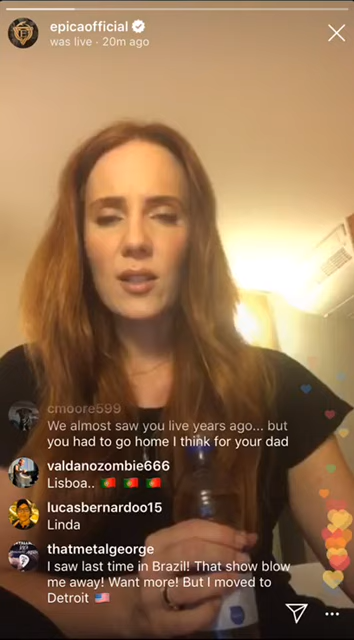 epicaofficial
was live · 20m ago
cmoore599
We almost saw you live years ago... but
you had to go home I think for your dad
valdanozombie666
Lisboa.. 🇵🇹 🇵🇹 🇵🇹
lucasbernardoo15
Linda
thatmetalgeorge
I saw last time in Brazil! That show blow
me away! Want more! But I moved to
Detroit 🇺🇸